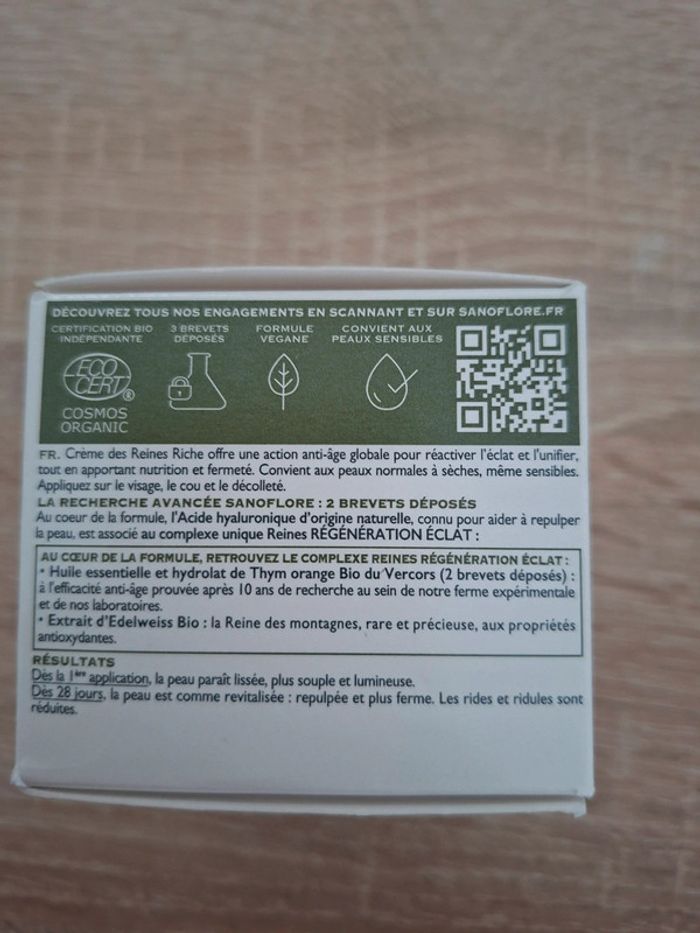 DÉCOUVREZ TOUS NOS ENGAGEMENTS EN SCANNANT ET SUR SANOFLORE.FR
CERTIFICATION BIO
INDÉPENDANTE
ECO
CERT®
COSMOS
ORGANIC
3 BREVETS
DÉPOSÉS
FORMULE
VEGANE
CONVIENT AUX
PEAUX SENSIBLES
FR. Crème des Reines Riche offre une action anti-âge globale pour réactiver l'éclat et l'unifier,
tout en apportant nutrition et fermeté. Convient aux peaux normales à sèches, même sensibles.
Appliquez sur le visage, le cou et le décolleté.
LA RECHERCHE AVANCÉE SANOFLORE : 2 BREVETS DÉPOSÉS
Au coeur de la formule, l'Acide hyaluronique d'origine naturelle, connu pour aider à repulper
la peau, est associé au complexe unique Reines RÉGÉNÉRATION ÉCLAT :
AU CŒUR DE LA FORMULE, RETROUVEZ LE COMPLEXE REINES RÉGÉNÉRATION ÉCLAT :
• Huile essentielle et hydrolat de Thym orange Bio du Vercors (2 brevets déposés) :
à l'efficacité anti-âge prouvée après 10 ans de recherche au sein de notre ferme expérimentale
et de nos laboratoires.
• Extrait d'Edelweiss Bio : la Reine des montagnes, rare et précieuse, aux propriétés
antioxydantes.
RÉSULTATS
Dès la 1ère application, la peau paraît lissée, plus souple et lumineuse.
Dès 28 jours, la peau est comme revitalisée : repulpée et plus ferme. Les rides et ridules sont
réduites.